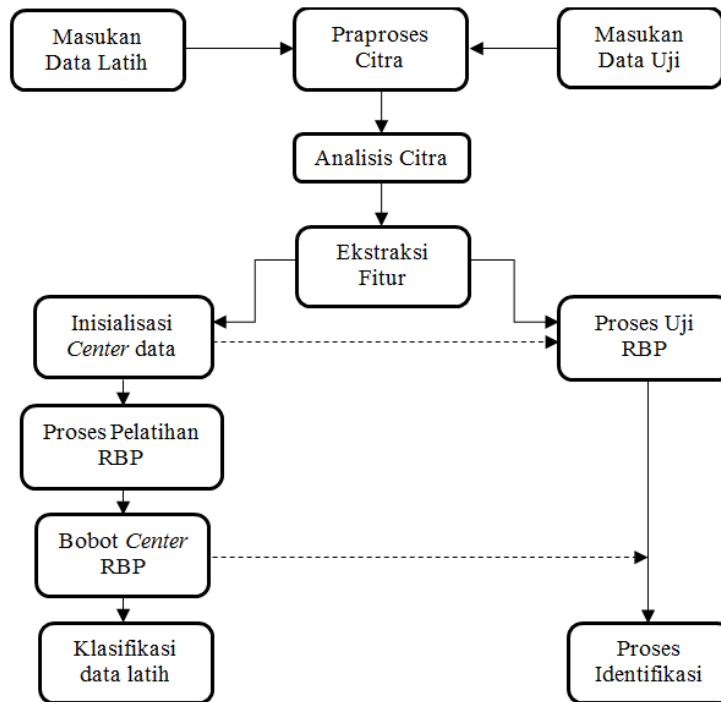 Masukan
Data Latih
Praproses
Citra
Masukan
Data Uji
Analisis Citra
Ekstraksi
Fitur
Inisialisasi
Center data
Proses Uji
RBP
Proses Pelatihan
RBP
Bobot Center
RBP
Klasifikasi
data latih
Proses
Identifikasi